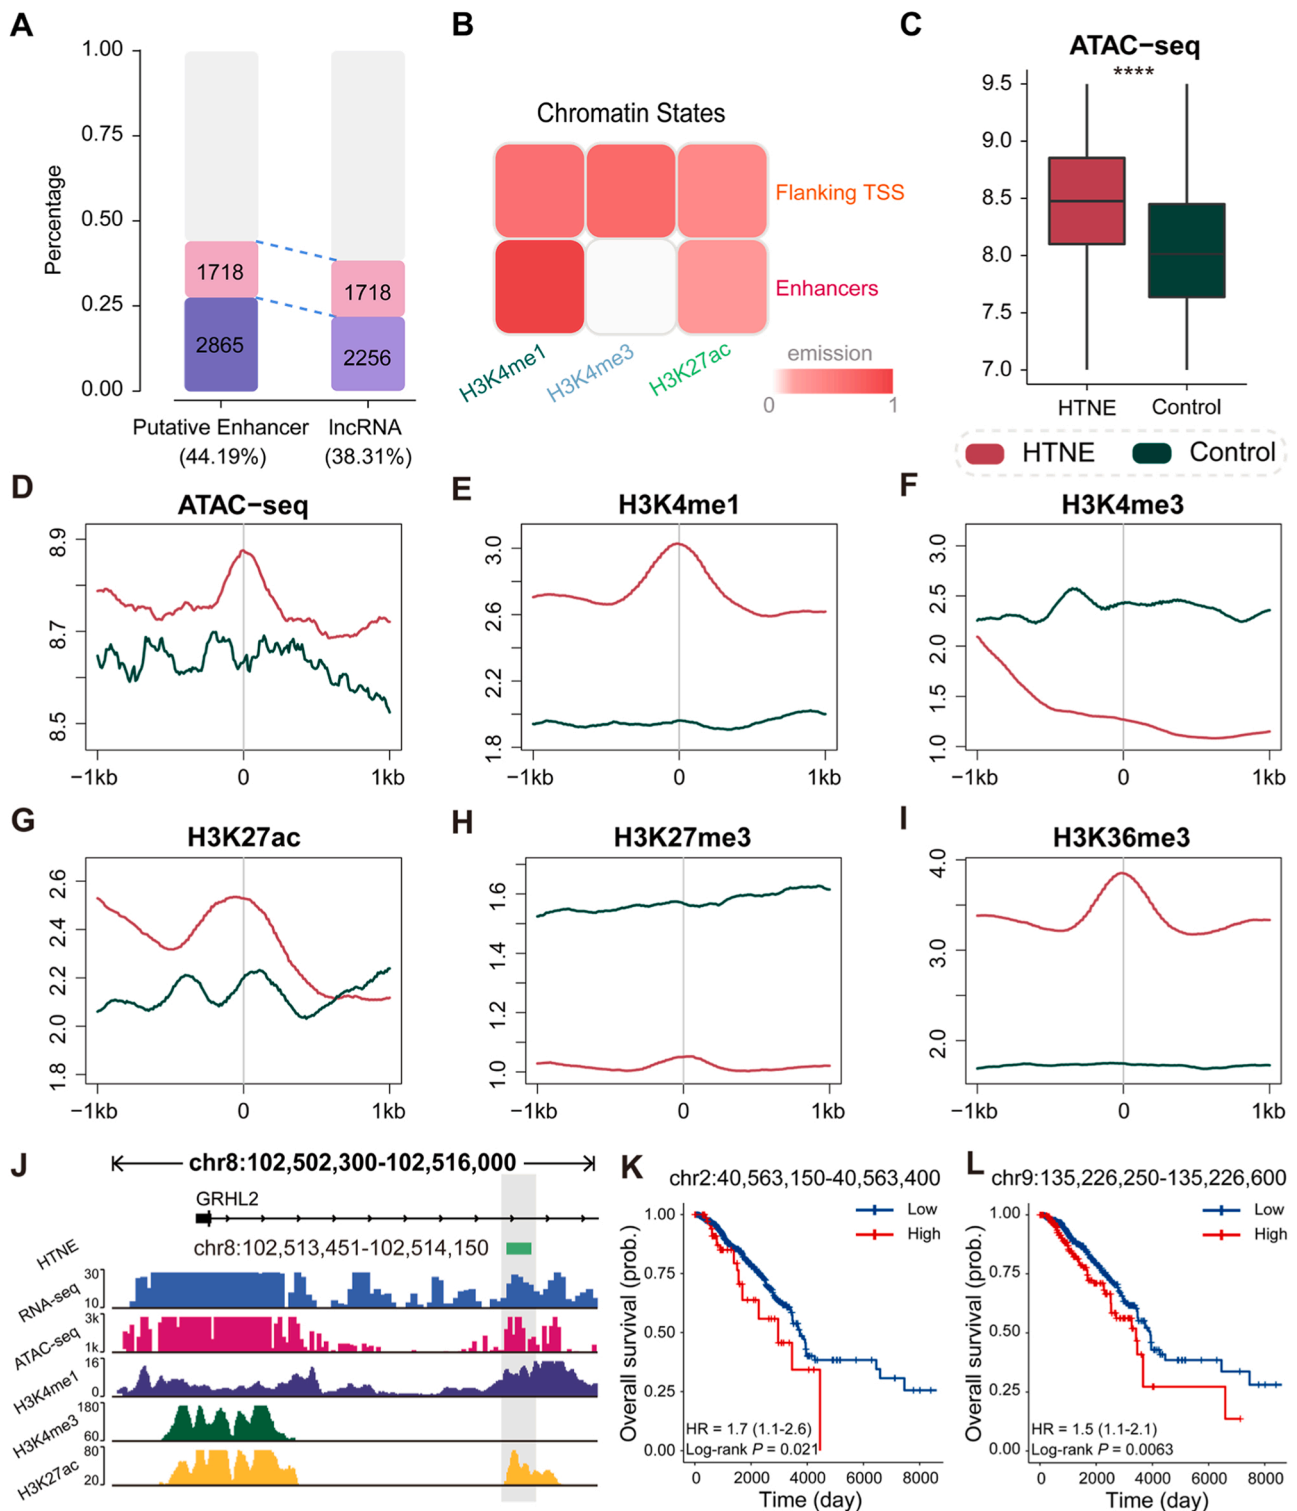 A
1.00
0.75
0.50
0.25
0.00
Percentage
1718
2865
1718
2256
Putative Enhancer
(44.19%)
lncRNA
(38.31%)
B
Chromatin States
Flanking TSS
Enhancers
H3K4me1
H3K4me3
H3K27ac
emission
0
1
C
ATAC−seq
****
9.5
9.0
8.5
8.0
7.5
7.0
HTNE
Control
HTNE
Control
D
ATAC−seq
8.9
8.7
8.5
−1kb
0
1kb
E
H3K4me1
3.0
2.6
2.2
1.8
−1kb
0
1kb
F
H3K4me3
3.0
2.5
2.0
1.5
1.0
−1kb
0
1kb
G
H3K27ac
2.6
2.4
2.2
2.0
1.8
−1kb
0
1kb
H
H3K27me3
1.6
1.4
1.2
1.0
−1kb
0
1kb
I
H3K36me3
4.0
3.0
2.0
−1kb
0
1kb
J
chr8:102,502,300-102,516,000
GRHL2
HTNE
chr8:102,513,451-102,514,150
RNA-seq
30
10
ATAC-seq
3k
1k
H3K4me1
16
0
H3K4me3
180
60
H3K27ac
80
20
K
chr2:40,563,150-40,563,400
1.00
0.75
0.50
0.25
0.00
Overall survival (prob.)
Low
High
HR = 1.7 (1.1-2.6)
Log-rank P = 0.021
0
2000
4000
6000
8000
Time (day)
L
chr9:135,226,250-135,226,600
1.00
0.75
0.50
0.25
0.00
Overall survival (prob.)
Low
High
HR = 1.5 (1.1-2.1)
Log-rank P = 0.0063
0
2000
4000
6000
8000
Time (day)